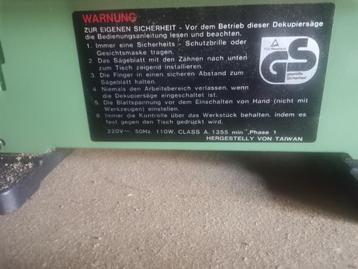 WARNUNG
ZUR EIGENEN SICHERHEIT - Vor dem Betrieb dieser Dekupiersäge
die Bedienungsanleitung lesen und beachten.
1. Immer eine Sicherheits - Schutzbrille oder
Gesichtsmaske tragen.
2. Das Sägeblatt mit den Zähnen nach unten
zum Tisch zeigend installieren.
3. Die Finger in einen sicheren Abstand zum
Sägeblatt halten.
4. Niemals den Arbeitsbereich verlassen, wenn
die Dekupiersäge eingeschaltet ist.
5. Die Blattspannung vor dem Einschalten von Hand (nicht mit
Werkzeugen) einstellen.
6. Immer die Kontrolle über das Werkstück behalten, indem es
fest gegen den Tisch gedrückt wird.
220V~ 50Hz, 110W, CLASS A, 1355 min⁻, Phase 1
HERGESTELLY VON TAIWAN
GS
geprüfte
Sicherheit